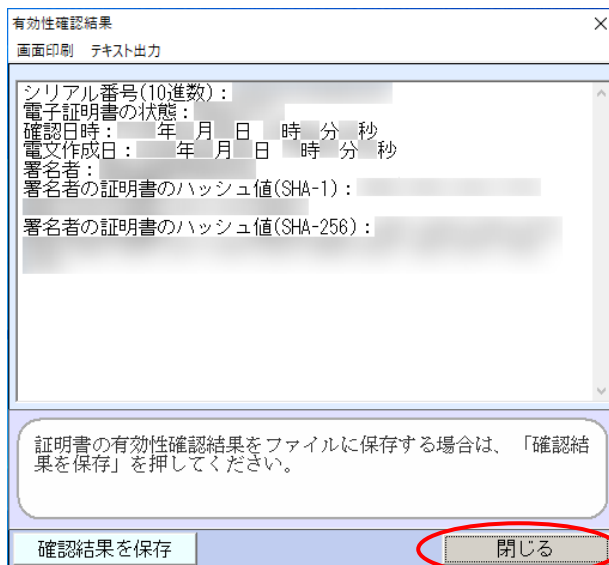 有効性確認結果
画面印刷 テキスト出力
シリアル番号(10進数):
電子証明書の状態:
確認日時: 年 月 日 時 分 秒
電文作成日: 年 月 日 時 分 秒
署名者:
署名者の証明書のハッシュ値(SHA-1):
署名者の証明書のハッシュ値(SHA-256):
証明書の有効性確認結果をファイルに保存する場合は、「確認結
果を保存」を押してください。
確認結果を保存 閉じる